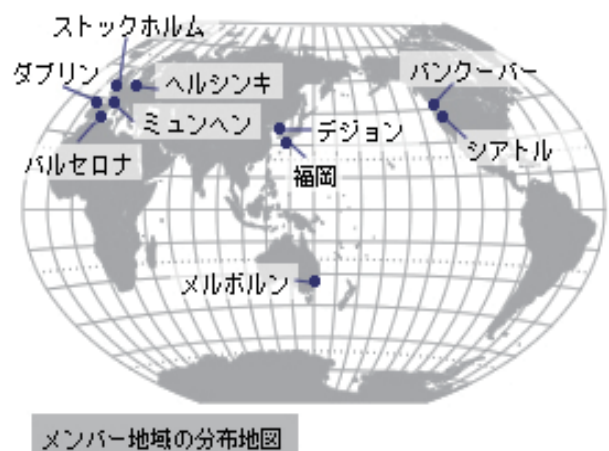 ストックホルム
ダブリン
ヘルシンキ
バンクーバー
ミュンヘン
デジョン
シアトル
バルセロナ
福岡
メルボルン
メンバー地域の分布地図